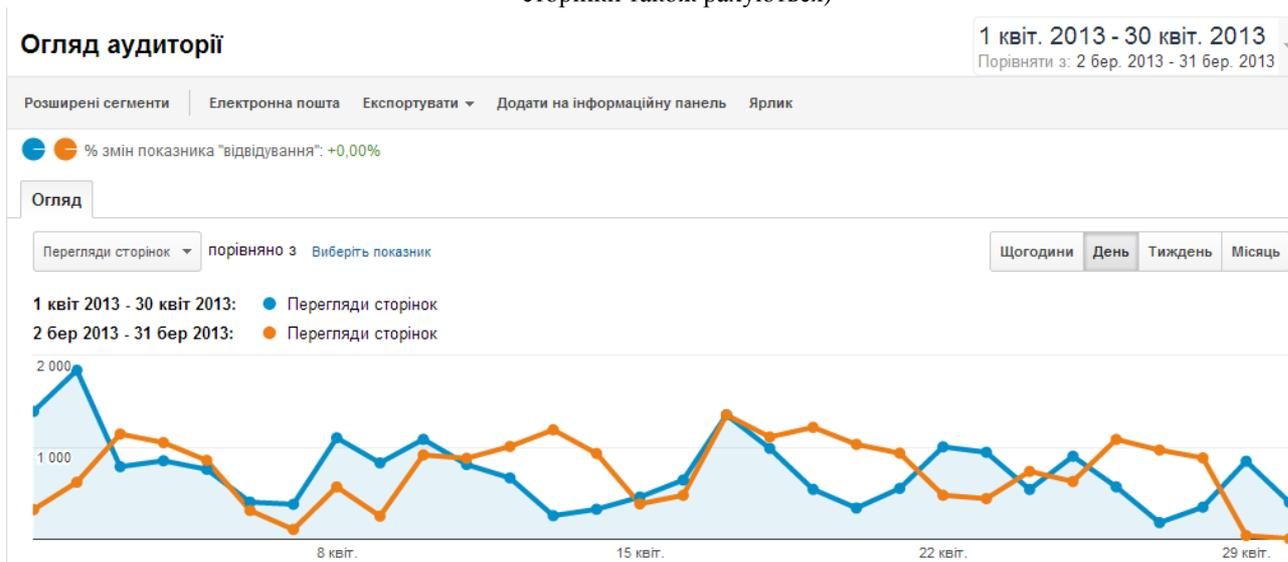 сторінки також рахуються)
Огляд аудиторії
1 квіт. 2013 - 30 квіт. 2013
Порівняти з: 2 бер. 2013 - 31 бер. 2013
Розширені сегменти Електронна пошта Експортувати Додати на інформаційну панель Ярлик
% змін показника "відвідування": +0,00%
Огляд
Перегляди сторінок порівняно з Виберіть показник Щогодини День Тиждень Місяць
1 квіт 2013 - 30 квіт 2013: Перегляди сторінок
2 бер 2013 - 31 бер 2013: Перегляди сторінок
2 000
1 000
8 квіт. 15 квіт. 22 квіт. 29 квіт.